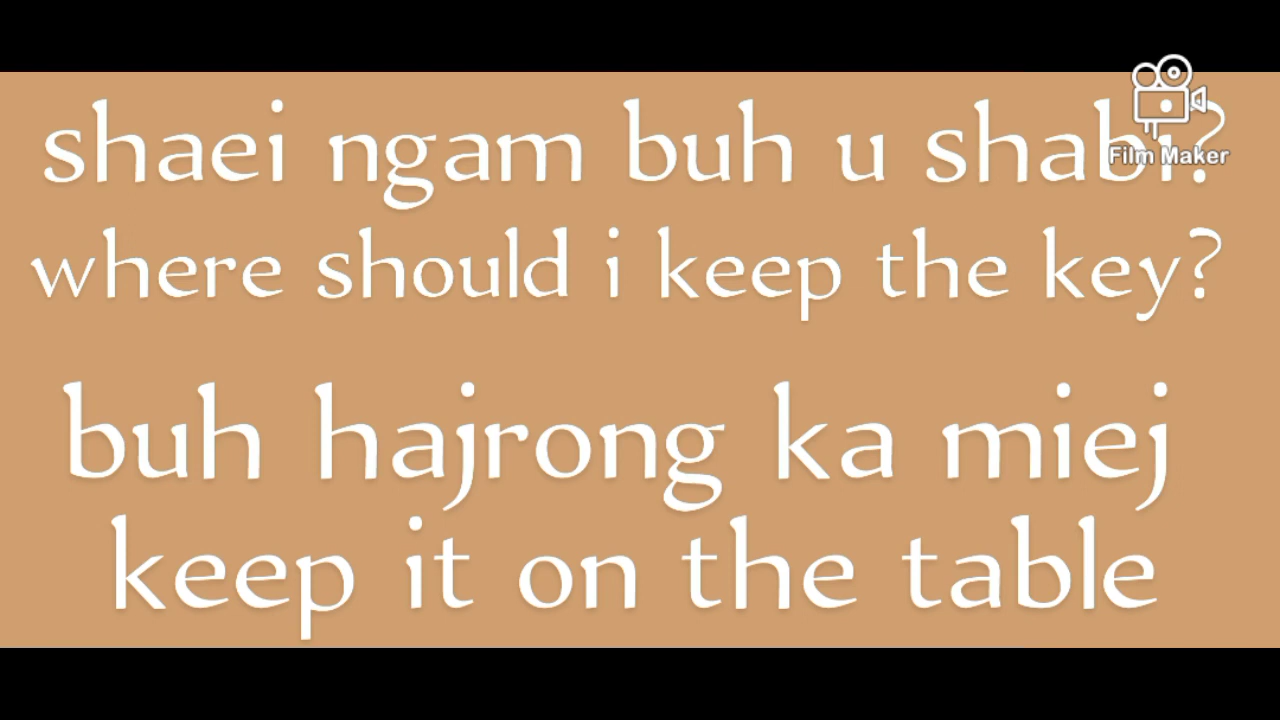 shaei ngam buh u shabi?
Film Maker
where should i keep the key?
buh hajrong ka miej
keep it on the table